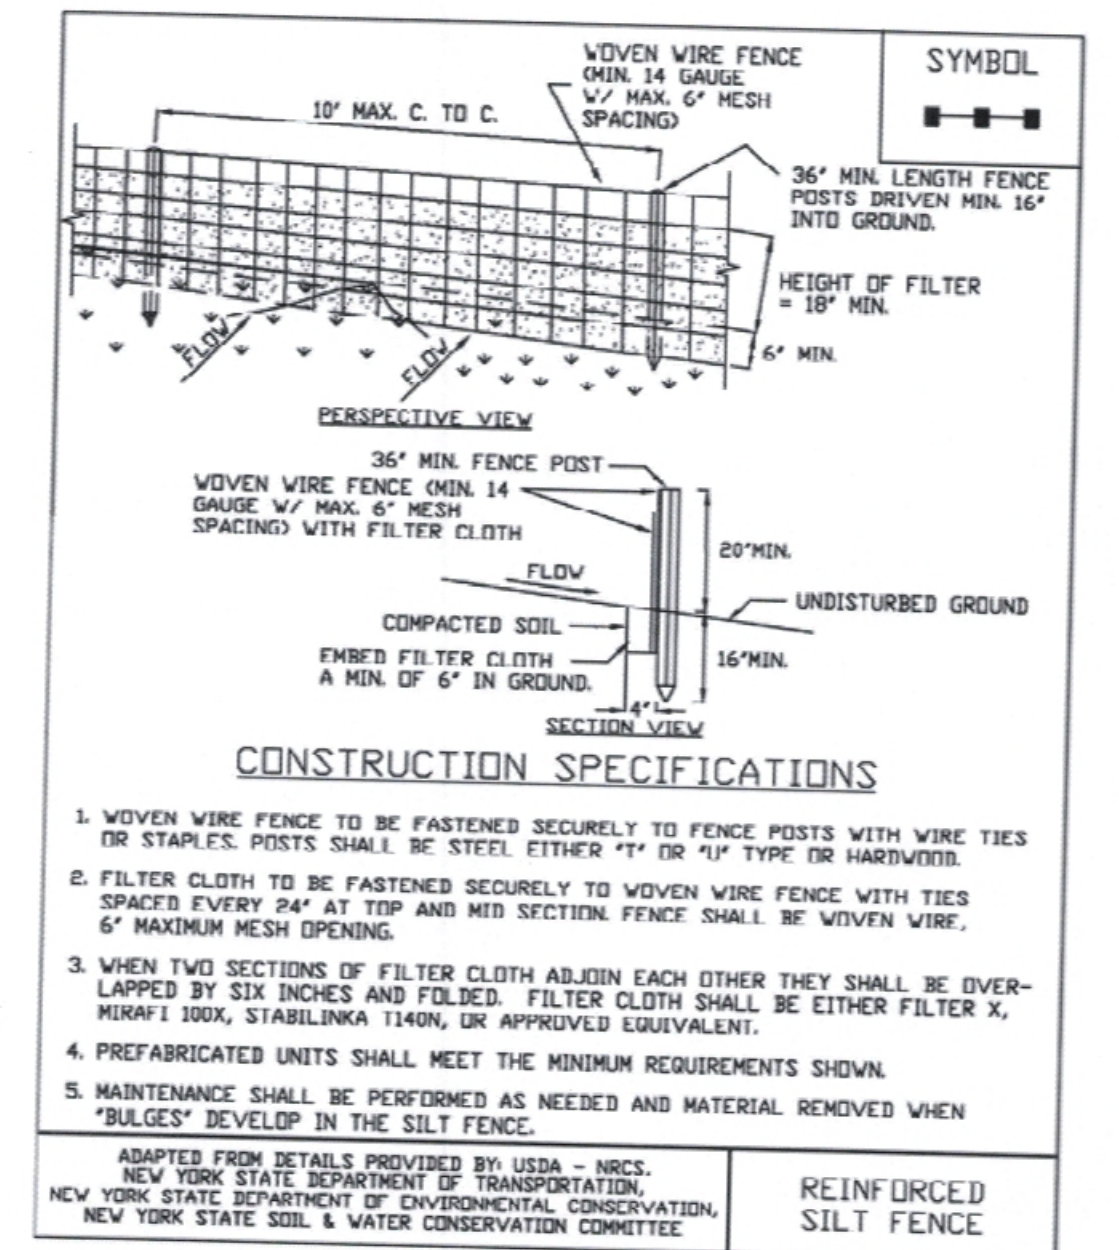 WOVEN WIRE FENCE
(MIN. 14 GAUGE
W/ MAX. 6" MESH
SPACING)
SYMBOL
10' MAX. C. TO C.
36" MIN. LENGTH FENCE
POSTS DRIVEN MIN. 16"
INTO GROUND.
HEIGHT OF FILTER
= 18" MIN.
6" MIN.
FLOW
FLOW
PERSPECTIVE VIEW
36" MIN. FENCE POST
WOVEN WIRE FENCE (MIN. 14
GAUGE W/ MAX. 6" MESH
SPACING) WITH FILTER CLOTH
20"MIN.
FLOW
UNDISTURBED GROUND
COMPACTED SOIL
EMBED FILTER CLOTH
A MIN. OF 6" IN GROUND.
16"MIN.
4"
SECTION VIEW
CONSTRUCTION SPECIFICATIONS
1. WOVEN WIRE FENCE TO BE FASTENED SECURELY TO FENCE POSTS WITH WIRE TIES
OR STAPLES. POSTS SHALL BE STEEL EITHER "T" OR "U" TYPE OR HARDWOOD.
2. FILTER CLOTH TO BE FASTENED SECURELY TO WOVEN WIRE FENCE WITH TIES
SPACED EVERY 24" AT TOP AND MID SECTION. FENCE SHALL BE WOVEN WIRE,
6" MAXIMUM MESH OPENING.
3. WHEN TWO SECTIONS OF FILTER CLOTH ADJOIN EACH OTHER THEY SHALL BE OVER-
LAPPED BY SIX INCHES AND FOLDED. FILTER CLOTH SHALL BE EITHER FILTER X,
MIRAFI 100X, STABILINKA T140N, OR APPROVED EQUIVALENT.
4. PREFABRICATED UNITS SHALL MEET THE MINIMUM REQUIREMENTS SHOWN.
5. MAINTENANCE SHALL BE PERFORMED AS NEEDED AND MATERIAL REMOVED WHEN
"BULGES" DEVELOP IN THE SILT FENCE.
ADAPTED FROM DETAILS PROVIDED BY: USDA - NRCS.
NEW YORK STATE DEPARTMENT OF TRANSPORTATION,
NEW YORK STATE DEPARTMENT OF ENVIRONMENTAL CONSERVATION,
NEW YORK STATE SOIL & WATER CONSERVATION COMMITTEE
REINFORCED
SILT FENCE